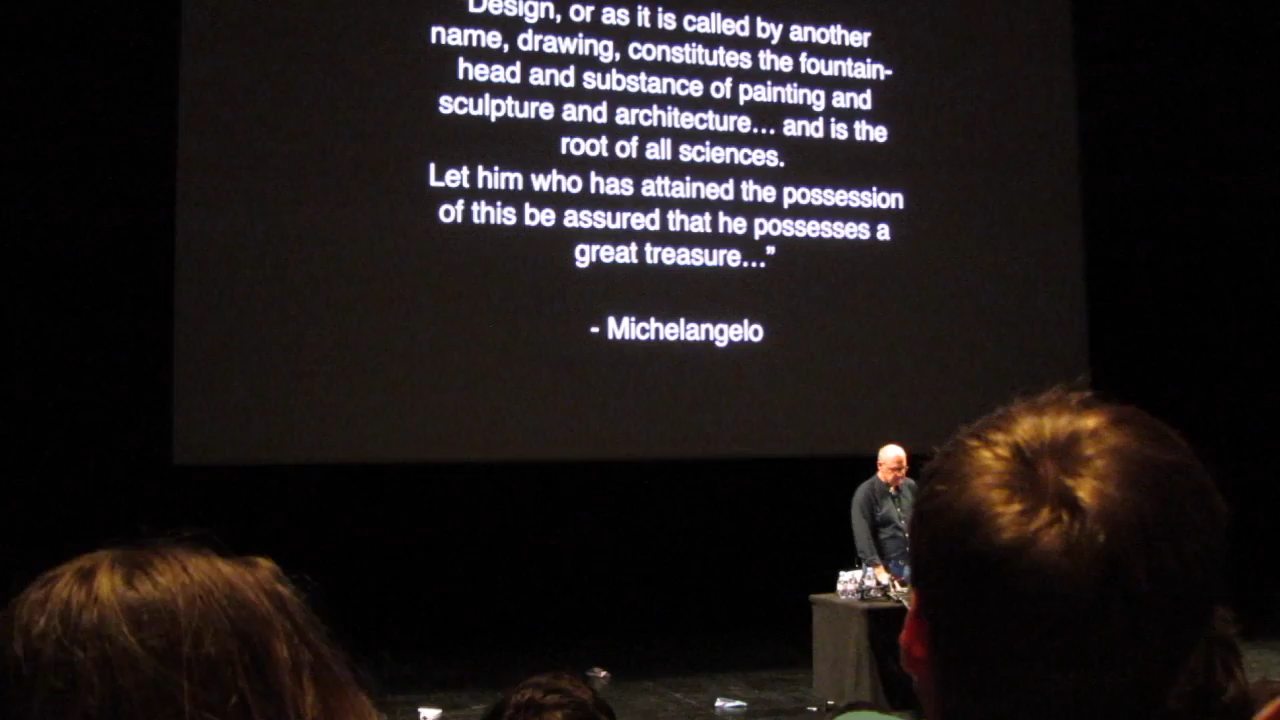 Design, or as it is called by another
name, drawing, constitutes the fountain-
head and substance of painting and
sculpture and architecture... and is the
root of all sciences.
Let him who has attained the possession
of this be assured that he possesses a
great treasure..."
- Michelangelo